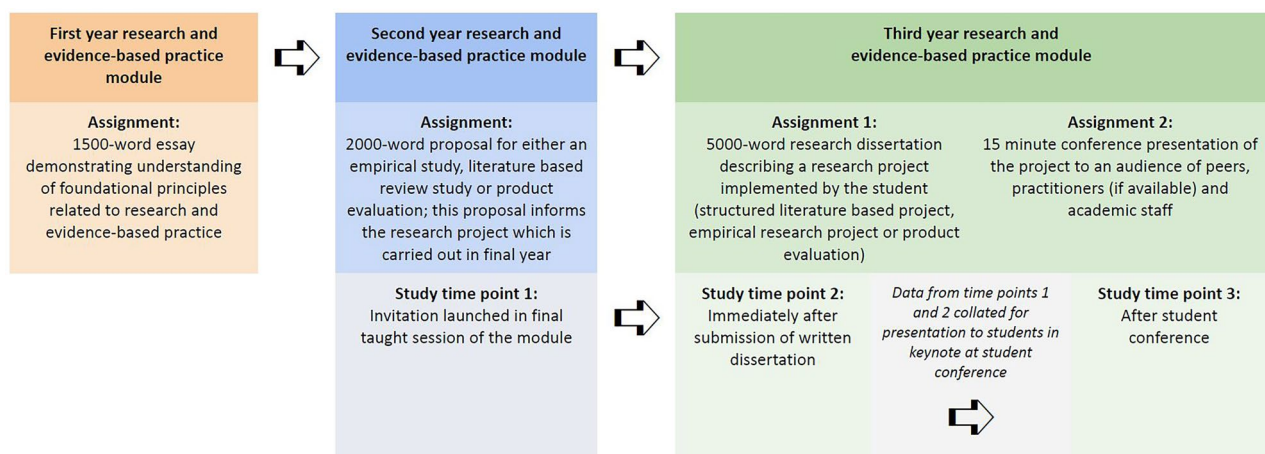 First year research and
evidence-based practice
module
Assignment:
1500-word essay
demonstrating understanding
of foundational principles
related to research and
evidence-based practice
Second year research and
evidence-based practice module
Assignment:
2000-word proposal for either an
empirical study, literature based
review study or product
evaluation; this proposal informs
the research project which is
carried out in final year
Study time point 1:
Invitation launched in final
taught session of the module
Third year research and
evidence-based practice module
Assignment 1:
5000-word research dissertation
describing a research project
implemented by the student
(structured literature based project,
empirical research project or product
evaluation)
Assignment 2:
15 minute conference presentation of
the project to an audience of peers,
practitioners (if available) and
academic staff
Study time point 2:
Immediately after
submission of written
dissertation
Data from time points 1
and 2 collated for
presentation to students in
keynote at student
conference
Study time point 3:
After student
conference